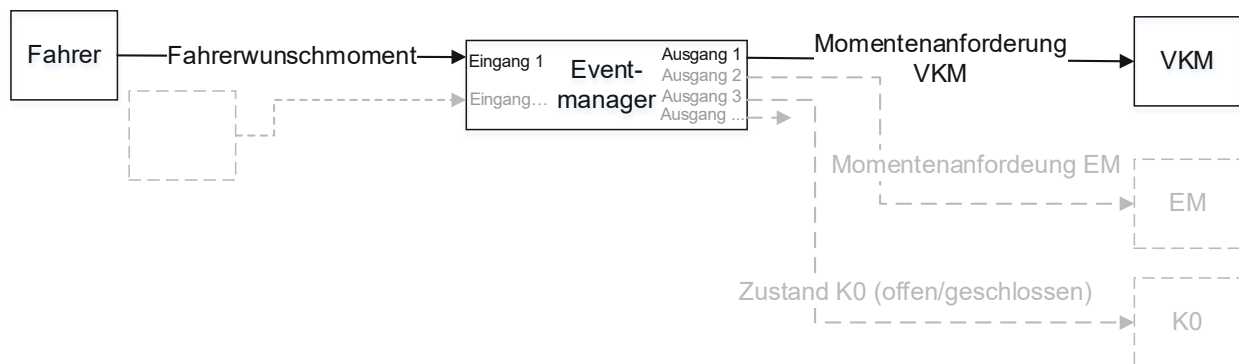 Fahrer
Fahrerwunschmoment
Eingang 1
Eingang...
Event-
manager
Ausgang 1
Ausgang 2
Ausgang 3
Ausgang ...
Momentenanforderung
VKM
VKM
Momentenanfordeung EM
EM
Zustand K0 (offen/geschlossen)
K0